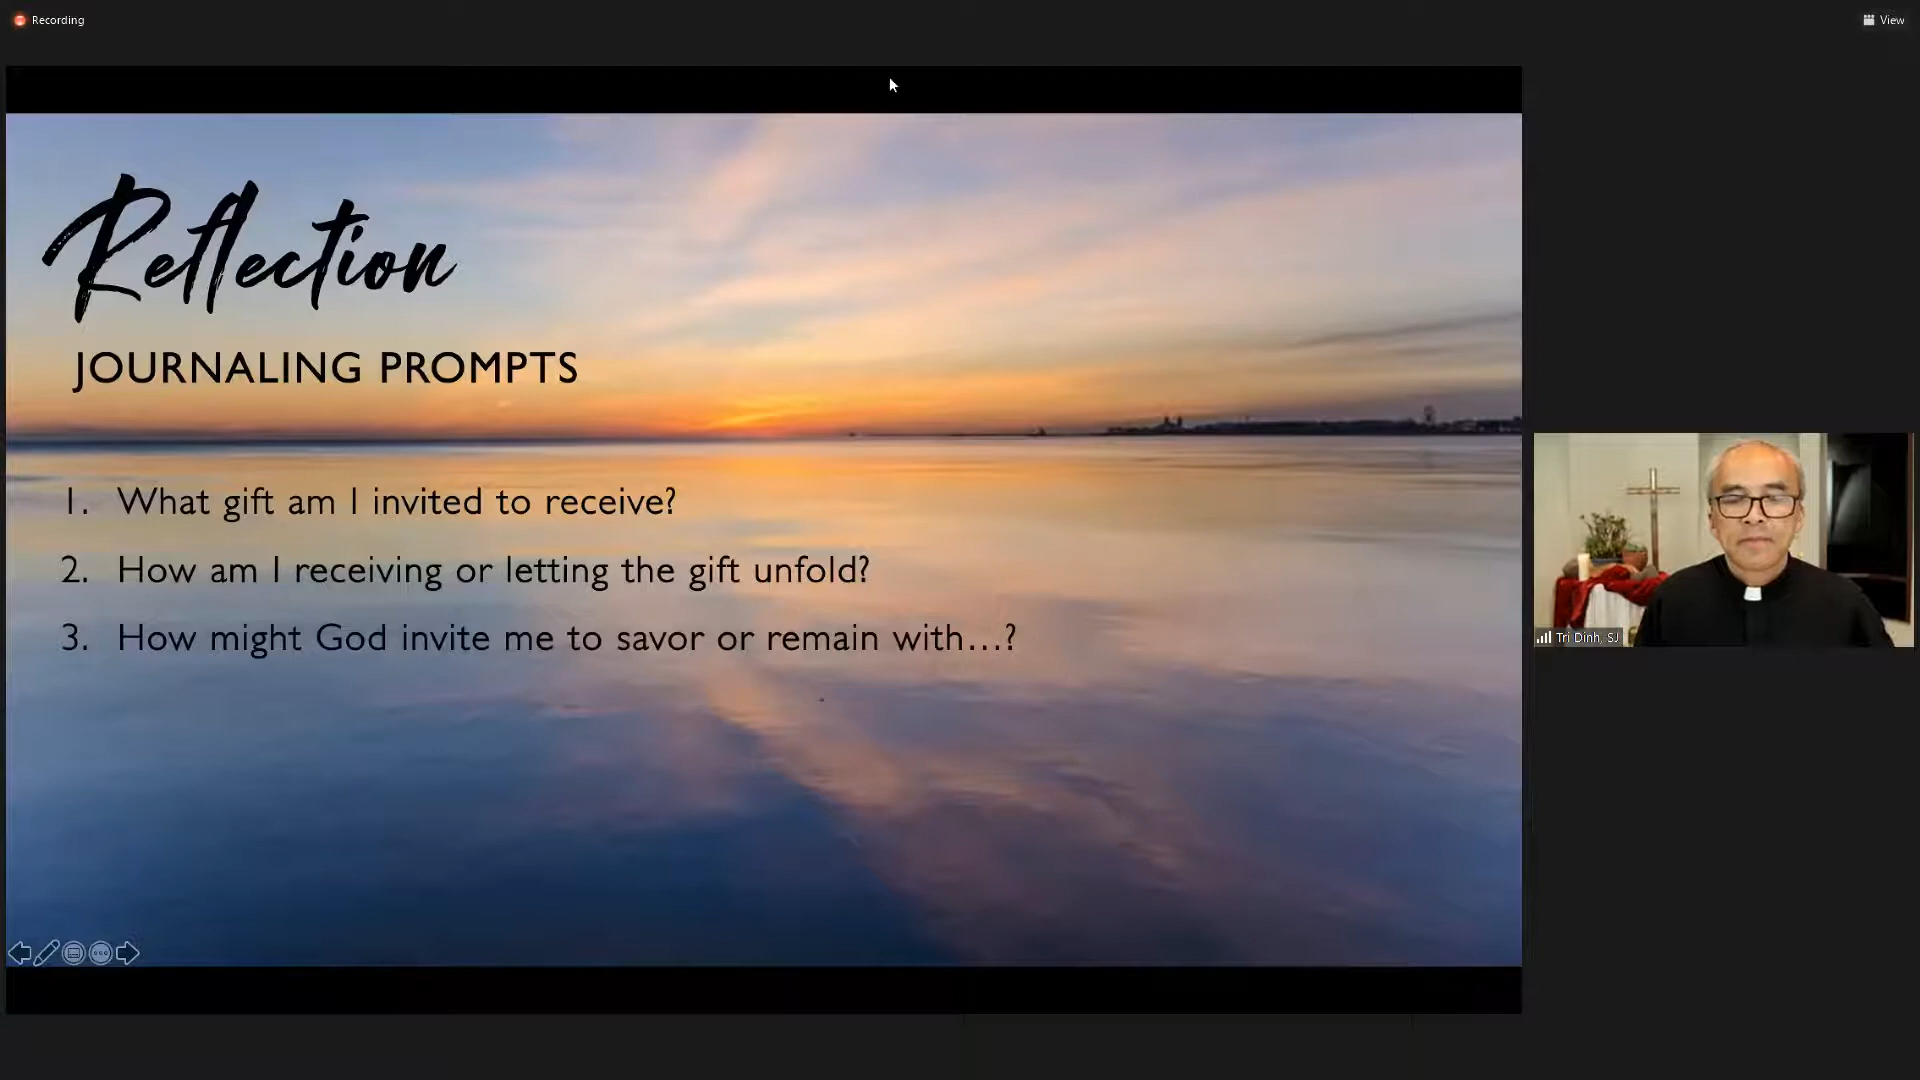 Recording
View
Reflection
JOURNALING PROMPTS
1. What gift am I invited to receive?
2. How am I receiving or letting the gift unfold?
3. How might God invite me to savor or remain with...?
Tri Dinh, SJ